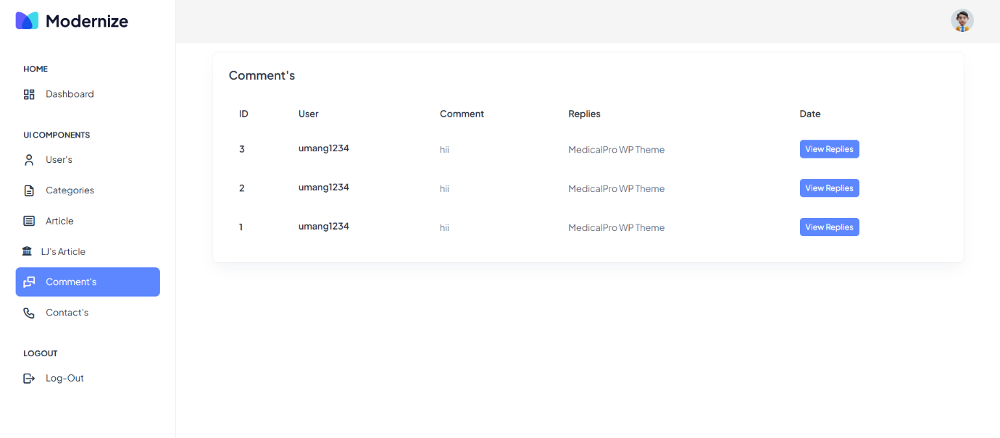 Modernize
HOME
Dashboard
UI COMPONENTS
User's
Categories
Article
LJ's Article
Comment's
Contact's
LOGOUT
Log-Out
Comment's
ID User Comment Replies Date
3 umang1234 hii MedicalPro WP Theme View Replies
2 umang1234 hii MedicalPro WP Theme View Replies
1 umang1234 hii MedicalPro WP Theme View Replies